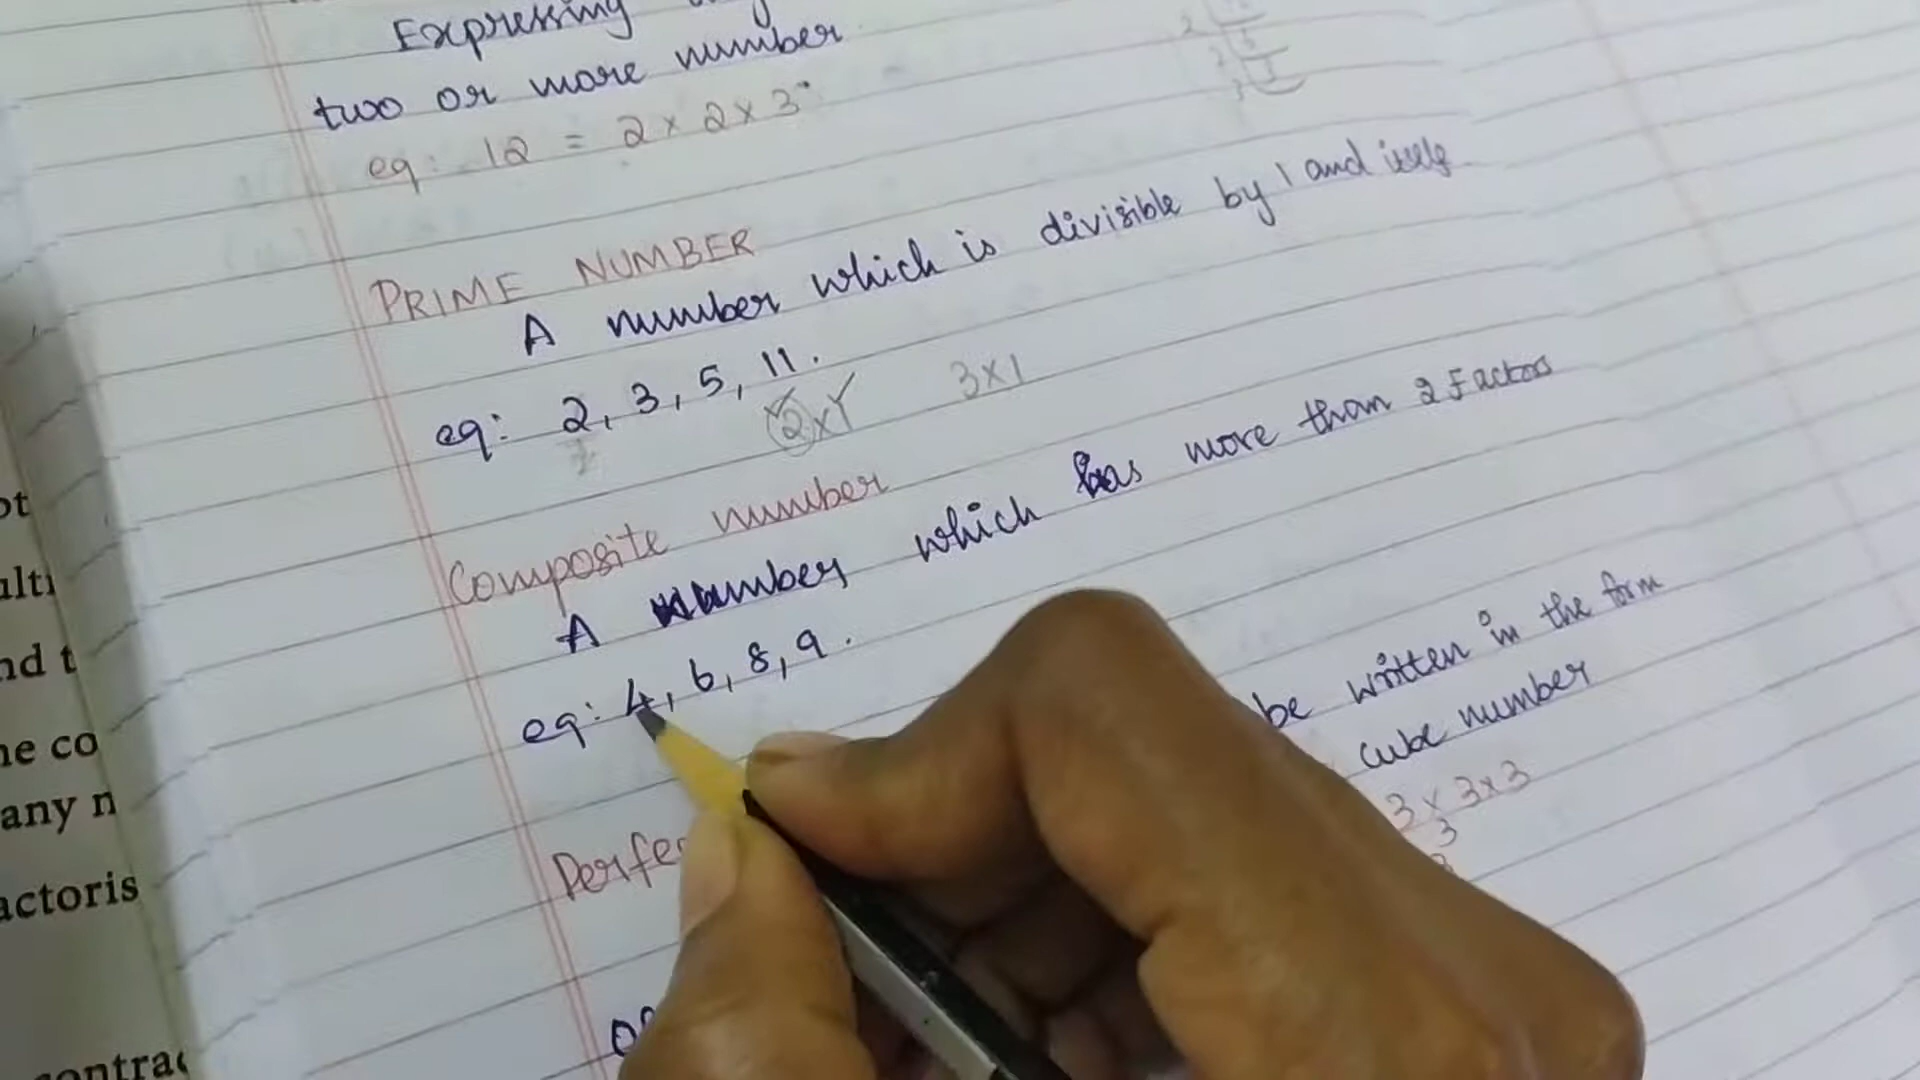 Expressing
two or more number
eg: 12 = 2 × 2 × 3
PRIME NUMBER
A number which is divisible by 1 and itself
eg: 2, 3, 5, 11.
2×1 3×1
Composite number
A number which has more than 2 Factors
eg: 4, 6, 8, 9.
be written in the form
cube number
3 × 3 × 3
3
Perfe
ot
ulti
nd t
ne co
any n
actoris
contrac